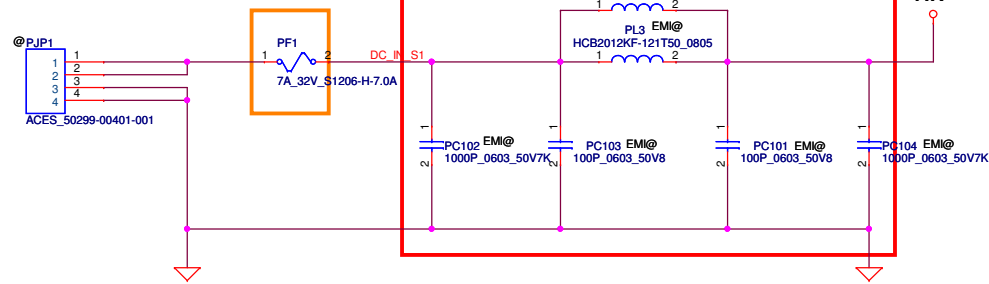 1 2
PL3 EMI@
HCB2012KF-121T50_0805
1 2
@PJP1
1 1
2 2
3 3
4 4
ACES_50299-00401-001
PF1
1 2
7A_32V_S1206-H-7.0A
DC_IN_S1
1
PC102 EMI@
1000P_0603_50V7K
2
1
PC103 EMI@
100P_0603_50V8
2
1
PC101 EMI@
100P_0603_50V8
2
1
PC104 EMI@
1000P_0603_50V7K
2